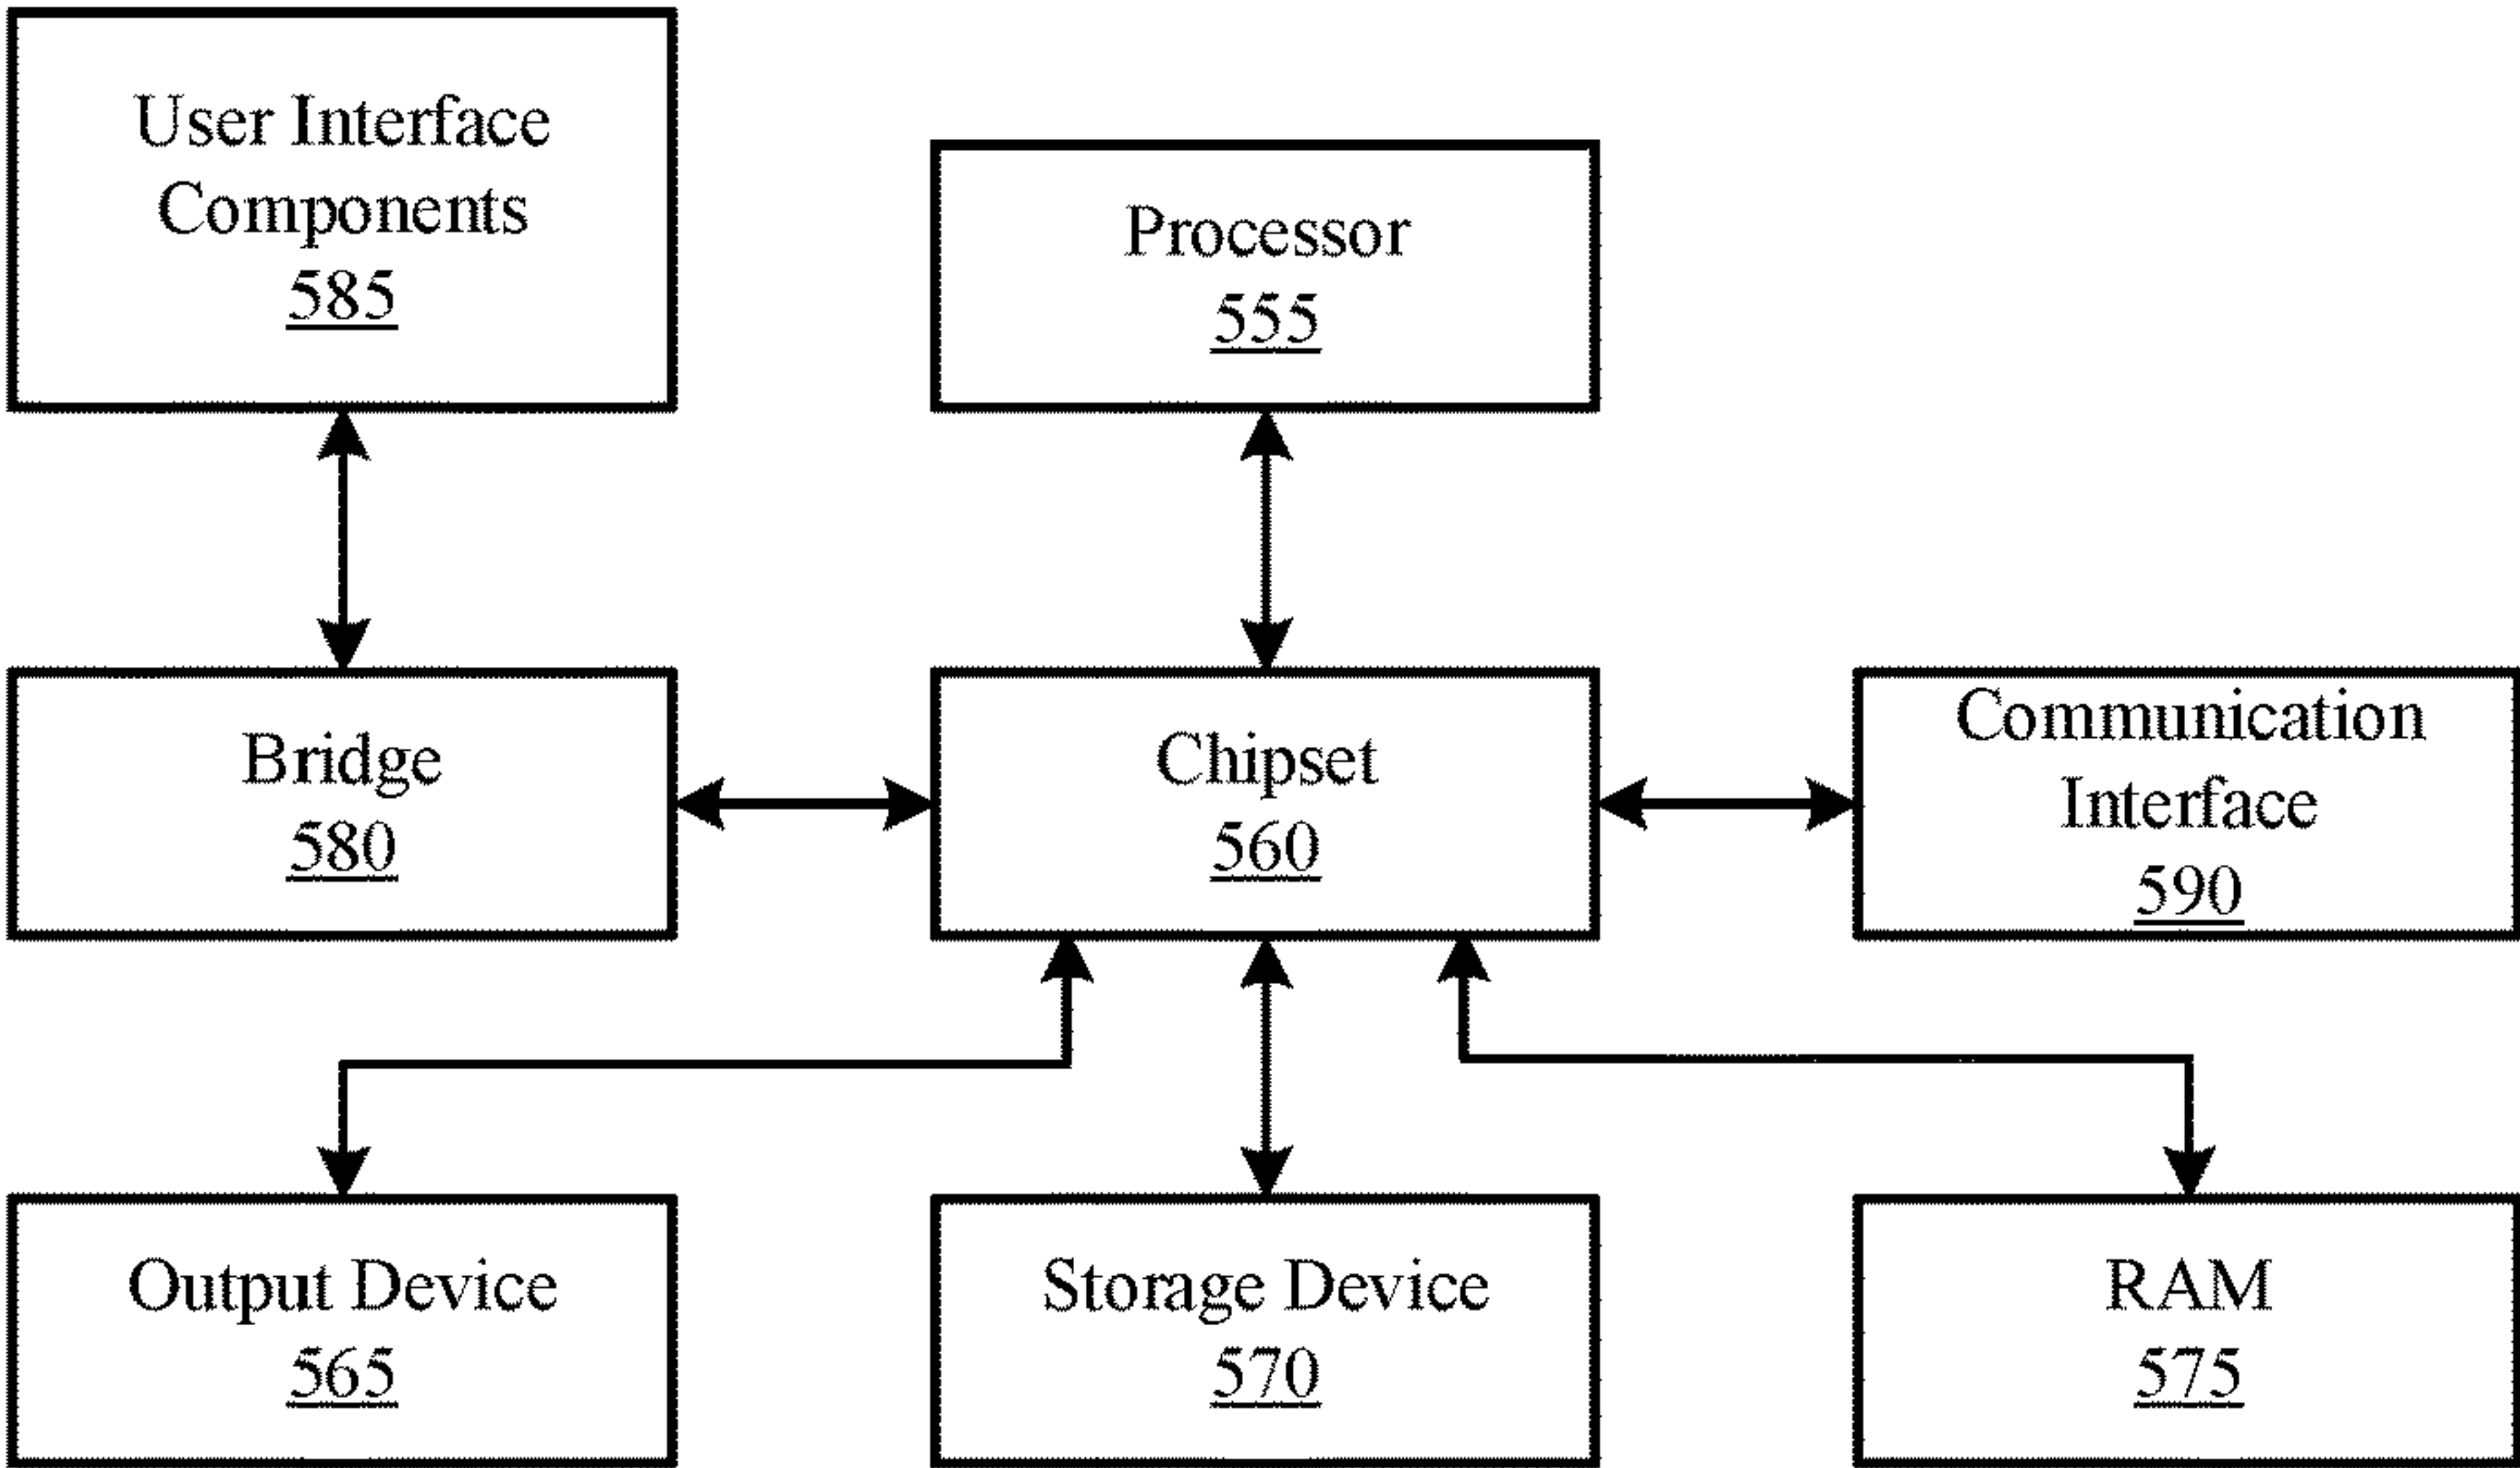 User Interface
Components
585
Processor
555
Bridge
580
Chipset
560
Communication
Interface
590
Output Device
565
Storage Device
570
RAM
575